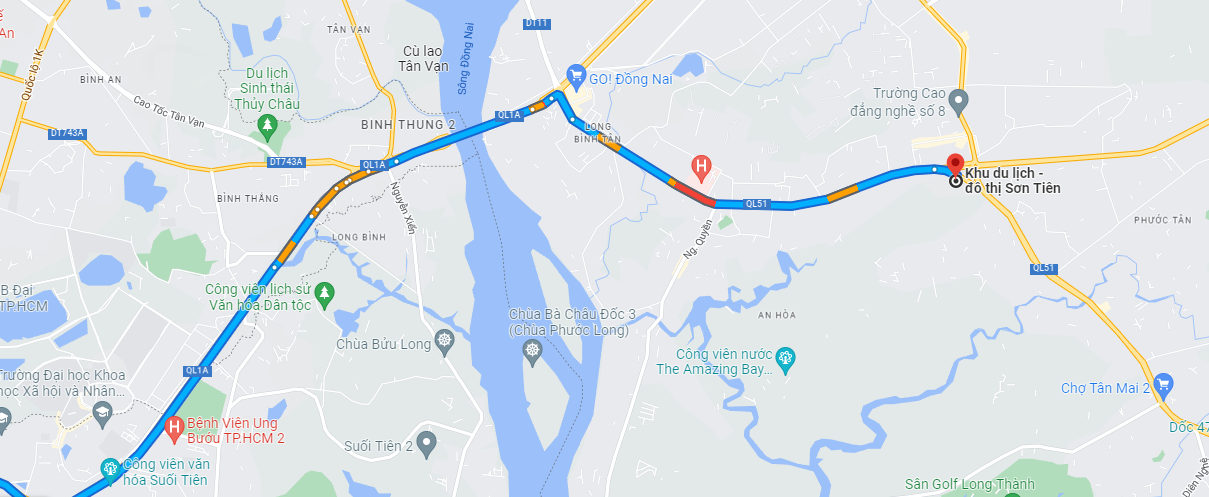 An
TÂN VẠN
Cù lao
Tân Vạn
Sông Đồng Nai
DT11
GO! Đồng Nai
BÌNH AN
Quốc lộ 1K
Du lịch
Sinh thái
Thủy Châu
Cao Tốc Tân Vạn
BÌNH THUNG 2
QL1A
LONG
BÌNH TÂN
Trường Cao
đẳng nghề số 8
DT743A
DT743A
QL1A
Khu du lịch -
đô thị Sơn Tiên
BÌNH THẮNG
Nguyễn Xiển
QL51
Ng. Quyền
PHƯỚC TÂN
LONG BÌNH
QL51
B Đại
TP.HCM
Công viên lịch sử
Văn hóa Dân tộc
Chùa Bà Châu Đốc 3
(Chùa Phước Long)
AN HÒA
Chùa Bửu Long
Công viên nước
The Amazing Bay...
QL1A
Trường Đại học Khoa
học Xã hội và Nhân...
Chợ Tân Mai 2
Bệnh Viện Ung
Bướu TP.HCM 2
Dốc 47
Suối Tiên 2
Công viên văn
hóa Suối Tiên
Sân Golf Long Thành